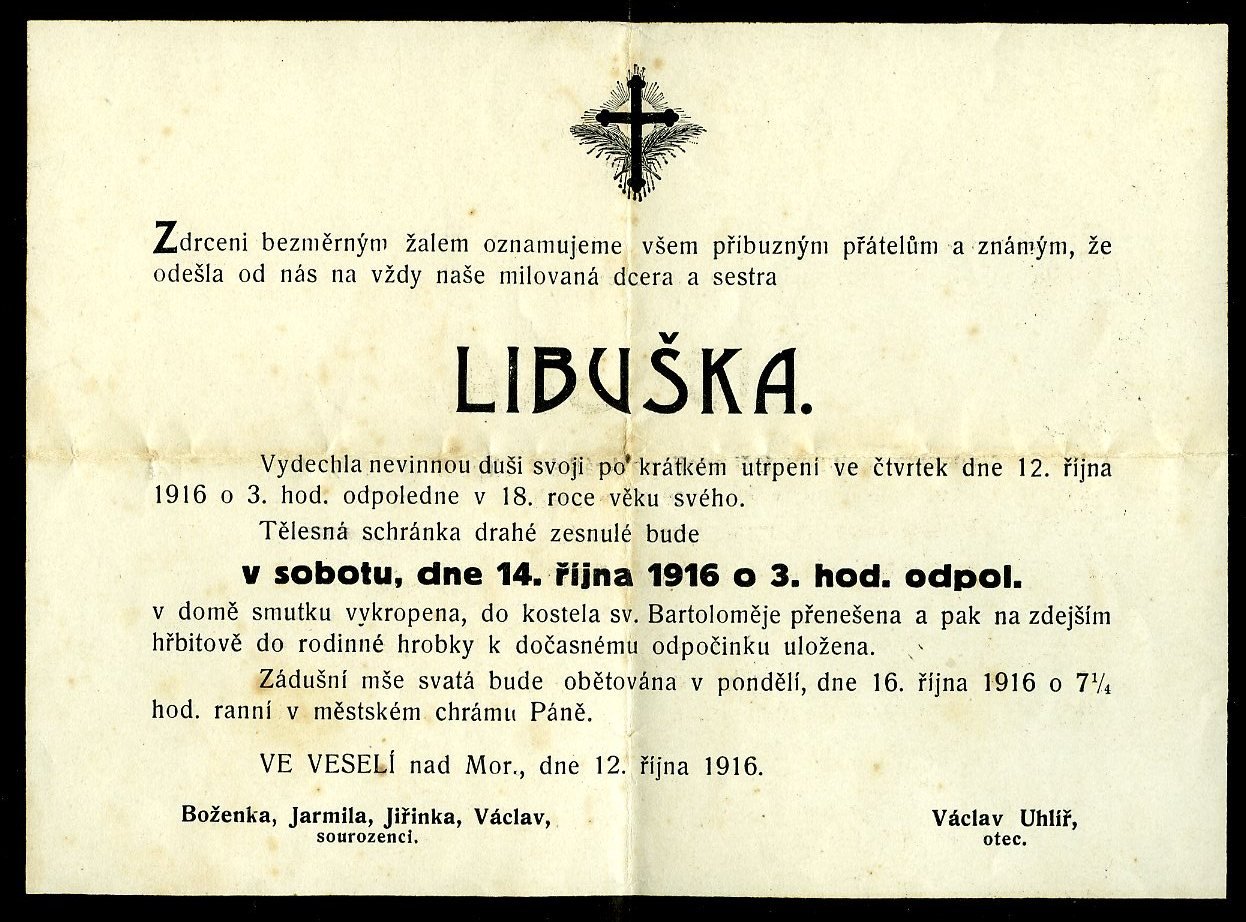 Zdrceni bezměrným žalem oznamujeme všem příbuzným přátelům a známým, že
odešla od nás na vždy naše milovaná dcera a sestra
LIBUŠKA.
Vydechla nevinnou duši svoji po krátkém utrpení ve čtvrtek dne 12. října
1916 o 3. hod. odpoledne v 18. roce věku svého.
Tělesná schránka drahé zesnulé bude
v sobotu, dne 14. října 1916 o 3. hod. odpol.
v domě smutku vykropena, do kostela sv. Bartoloměje přenešena a pak na zdejším
hřbitově do rodinné hrobky k dočasnému odpočinku uložena.
Zádušní mše svatá bude obětována v pondělí, dne 16. října 1916 o 7¼
hod. ranní v městském chrámu Páně.
VE VESELÍ nad Mor., dne 12. října 1916.
Boženka, Jarmila, Jiřinka, Václav,
sourozenci.
Václav Uhlíř,
otec.